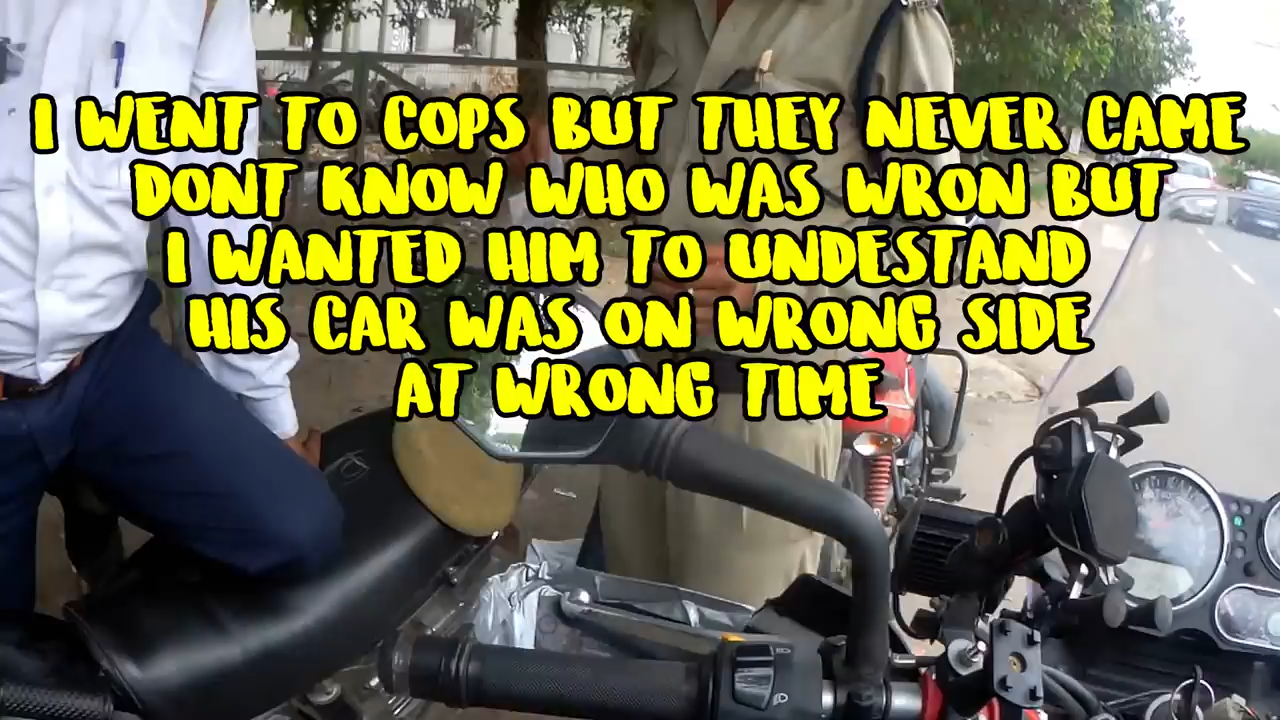 I WENT TO COPS BUT THEY NEVER CAME
DONT KNOW WHO WAS WRON BUT
I WANTED HIM TO UNDESTAND
HIS CAR WAS ON WRONG SIDE
AT WRONG TIME